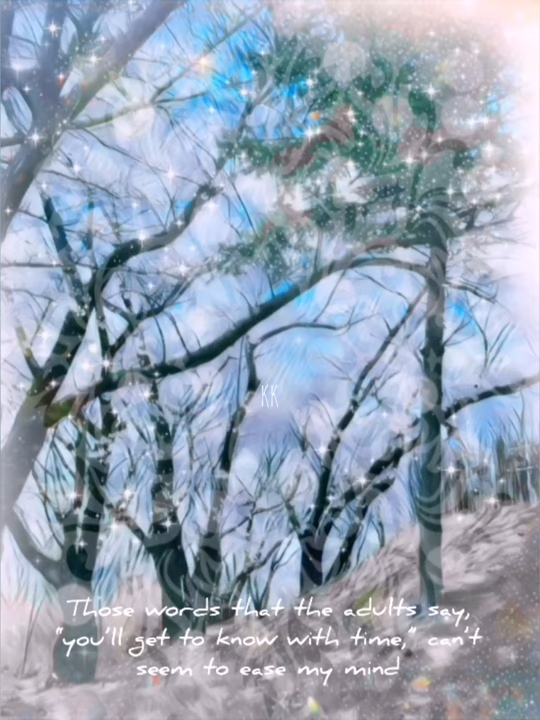 KK
Those words that the adults say,
"you'll get to know with time," can't
seem to ease my mind